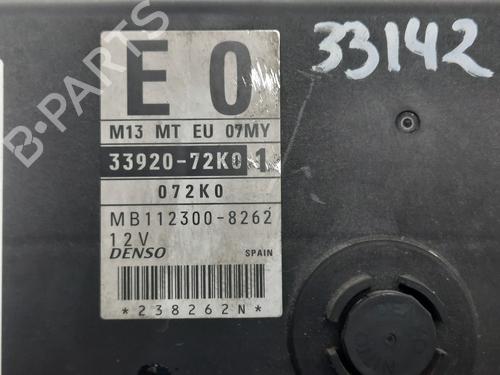 33142
E 0
M13 MT EU 07MY
33920-72K0 1
072K0
MB112300-8262
12V
DENSO SPAIN
*238262N*
B-PARTS